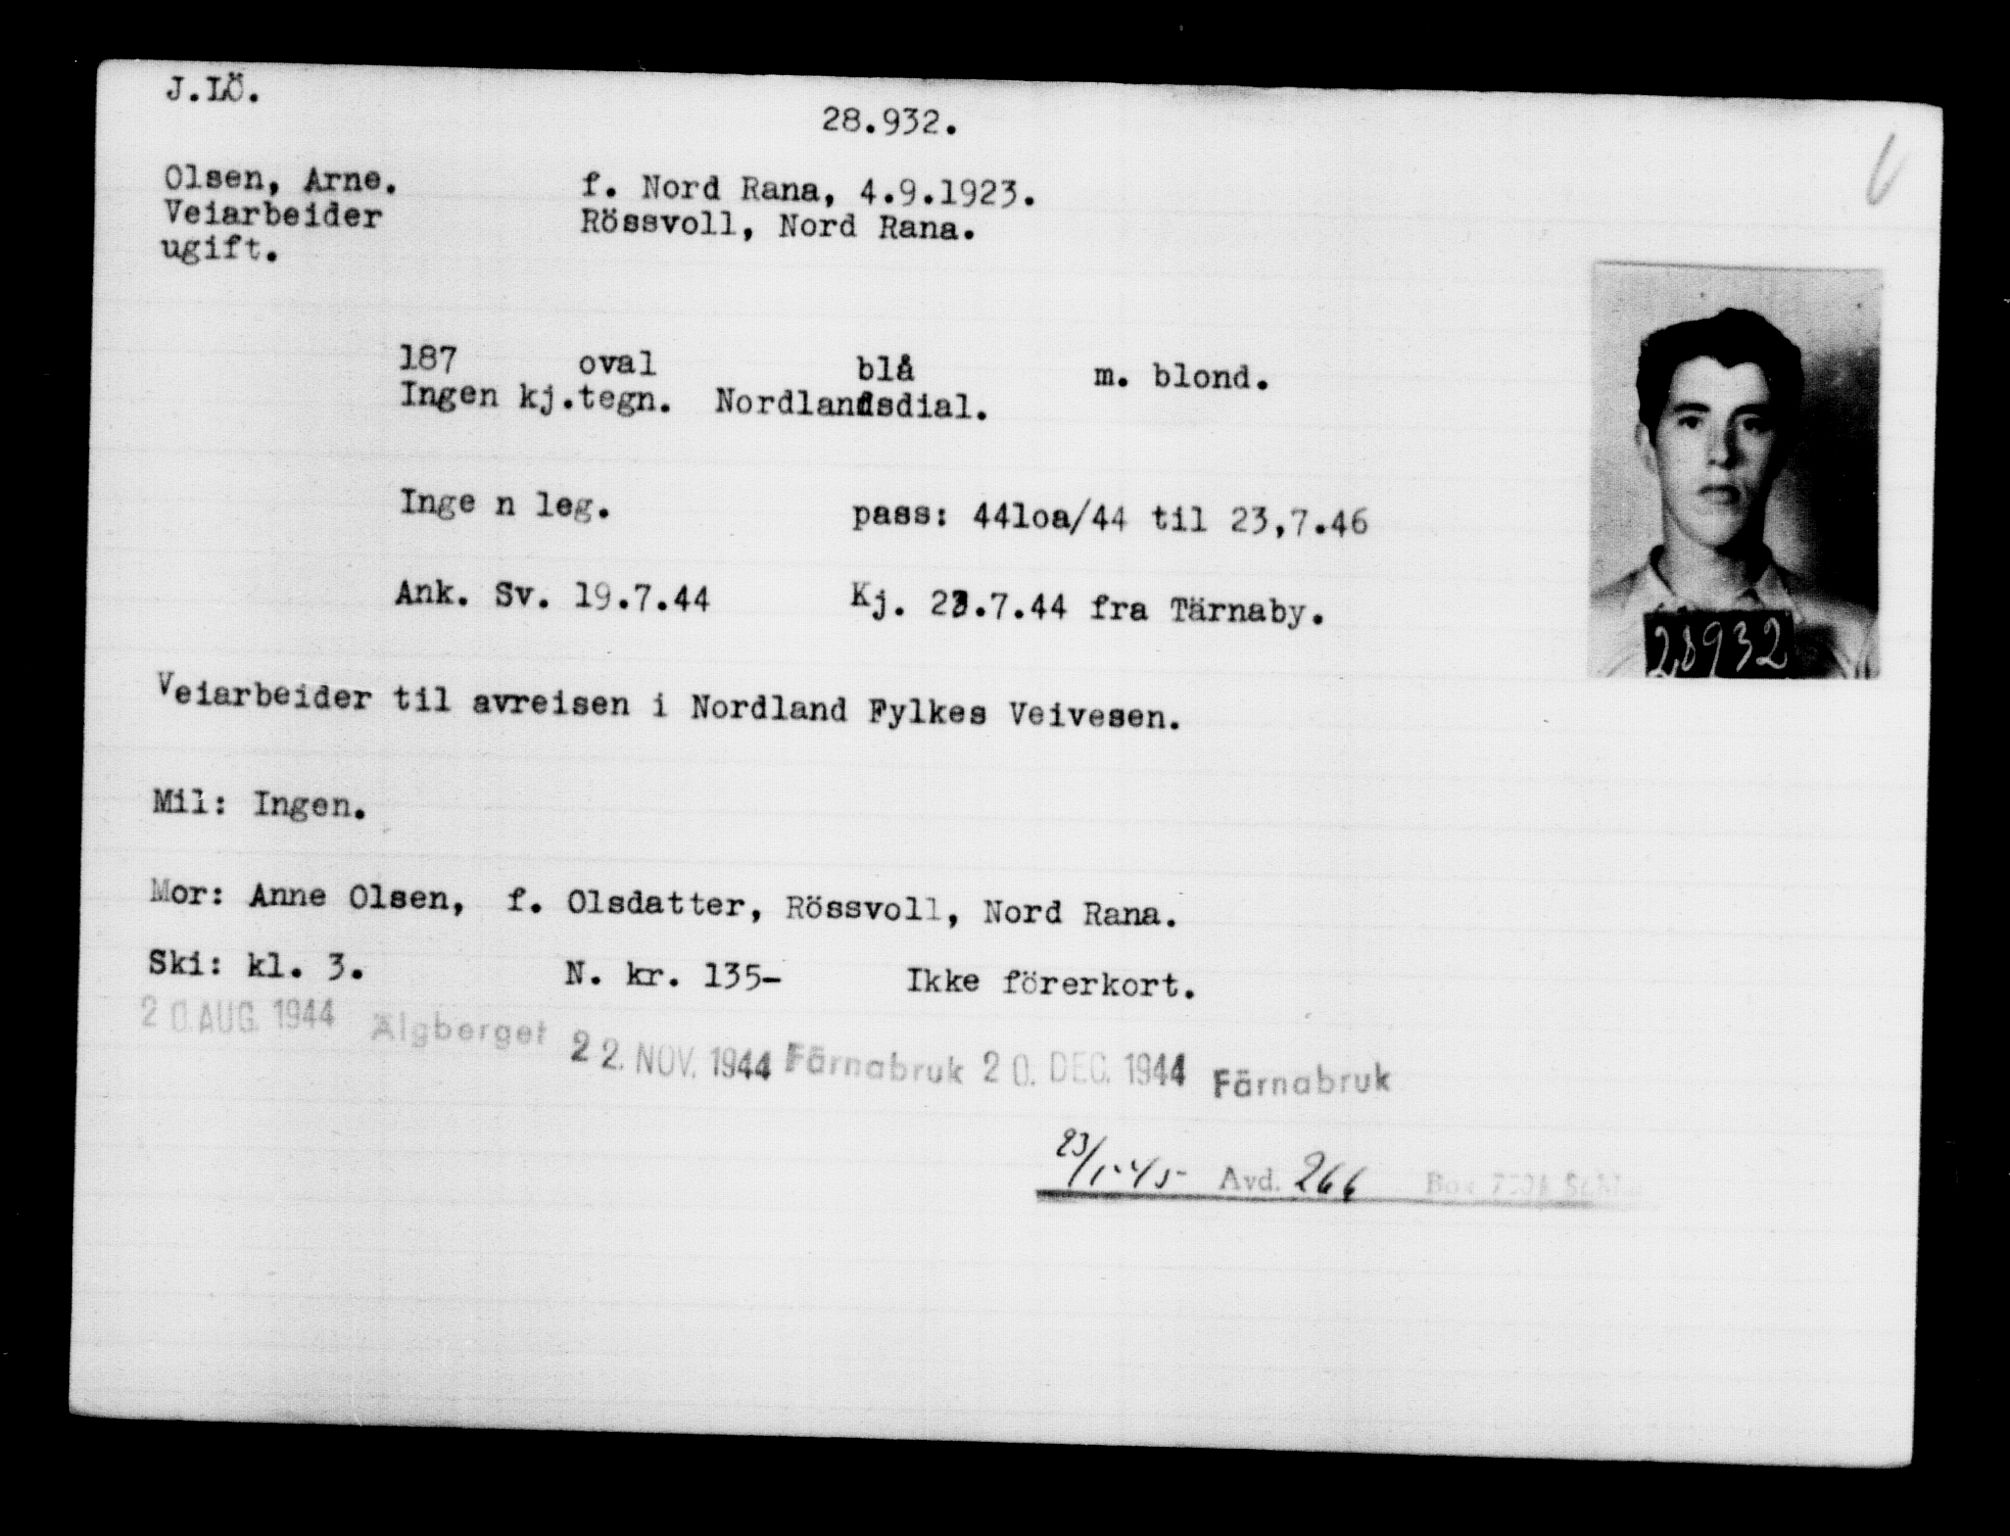 J.LÖ.
28.932.
Olsen, Arne. f. Nord Rana, 4.9.1923.
Veiarbeider Rössvoll, Nord Rana.
ugift.
187 oval blå m. blond.
Ingen kj.tegn. Nordlandsdial.
Inge n leg. pass: 44loa/44 til 23,7.46
Ank. Sv. 19.7.44 Kj. 23.7.44 fra Tärnaby.
28932
Veiarbeider til avreisen i Nordland Fylkes Veivesen.
Mil: Ingen.
Mor: Anne Olsen, f. Olsdatter, Rössvoll, Nord Rana.
Ski: kl. 3. N. kr. 135- Ikke förerkort.
20. AUG. 1944 Älgberget 22. NOV. 1944 Färnabruk 20. DEC. 1944 Färnabruk
23/1-45- Avd. 266 Box